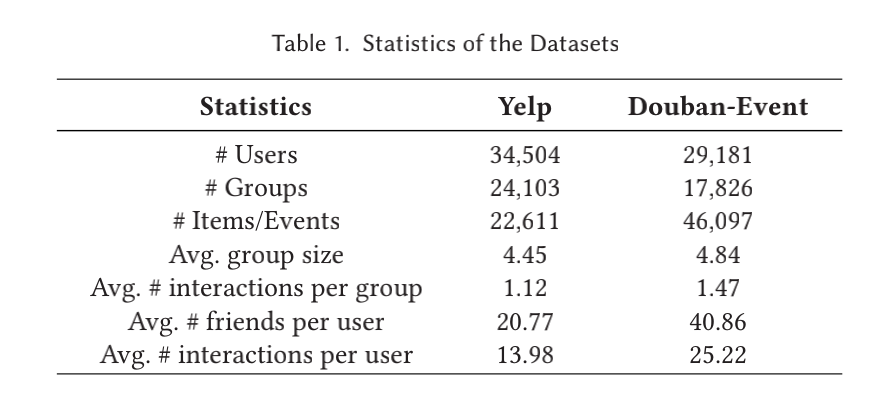 Table 1. Statistics of the Datasets
Statistics Yelp Douban-Event
# Users 34,504 29,181
# Groups 24,103 17,826
# Items/Events 22,611 46,097
Avg. group size 4.45 4.84
Avg. # interactions per group 1.12 1.47
Avg. # friends per user 20.77 40.86
Avg. # interactions per user 13.98 25.22